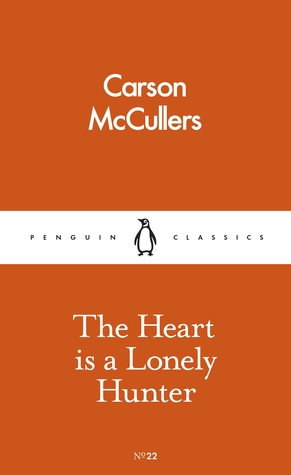 Carson
McCullers
PENGUIN CLASSICS
The Heart
is a Lonely
Hunter
Nº22